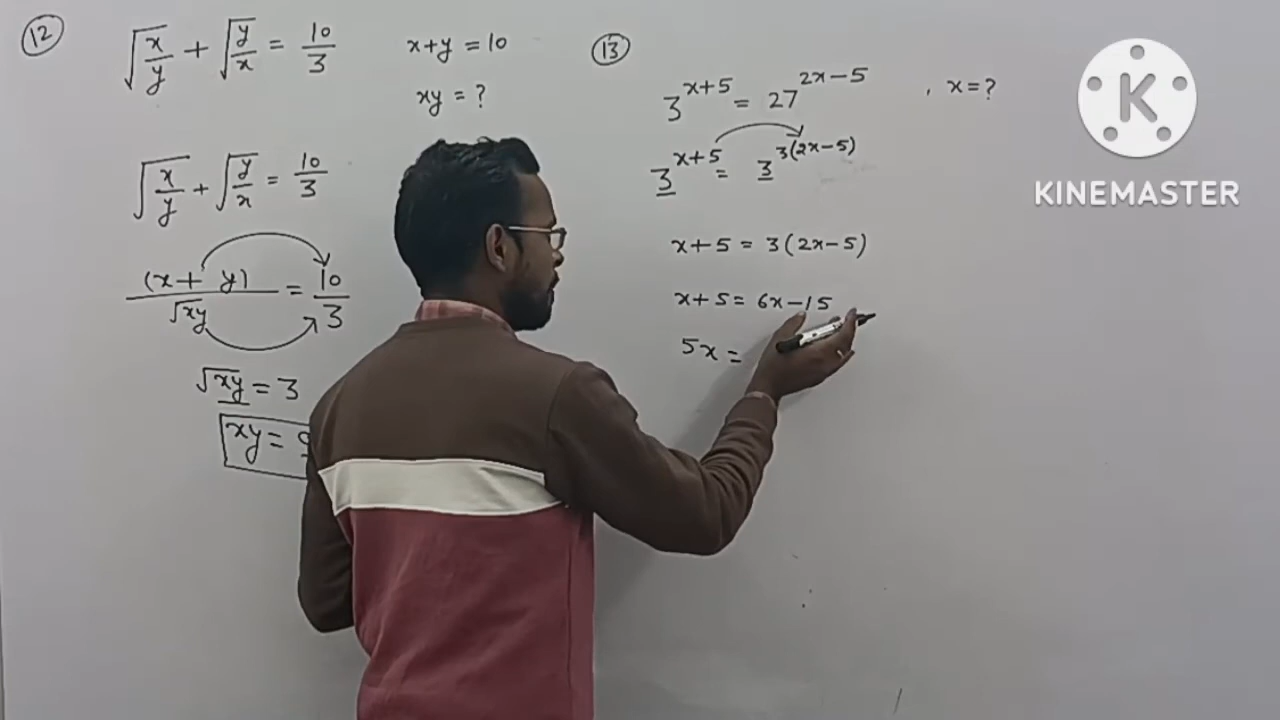 12
√x/y + √y/x = 10/3
x+y = 10
xy = ?
√x/y + √y/x = 10/3
(x+ y)/√xy = 10/3
√xy = 3
xy = 9
13
3^x+5 = 27^2x-5 , x=?
3^x+5 = 3^3(2x-5)
x+5 = 3(2x-5)
x+5 = 6x-15
5x =
K
KINEMASTER